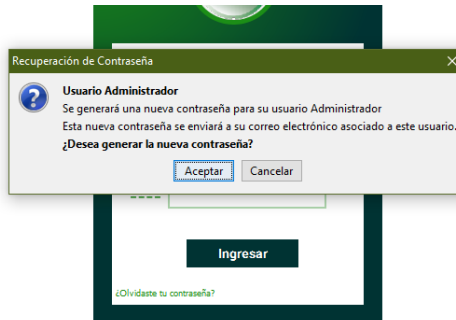 Recuperación de Contraseña
Usuario Administrador
Se generará una nueva contraseña para su usuario Administrador
Esta nueva contraseña se enviará a su correo electrónico asociado a este usuario.
¿Desea generar la nueva contraseña?
Aceptar Cancelar
Ingresar
¿Olvidaste tu contraseña?